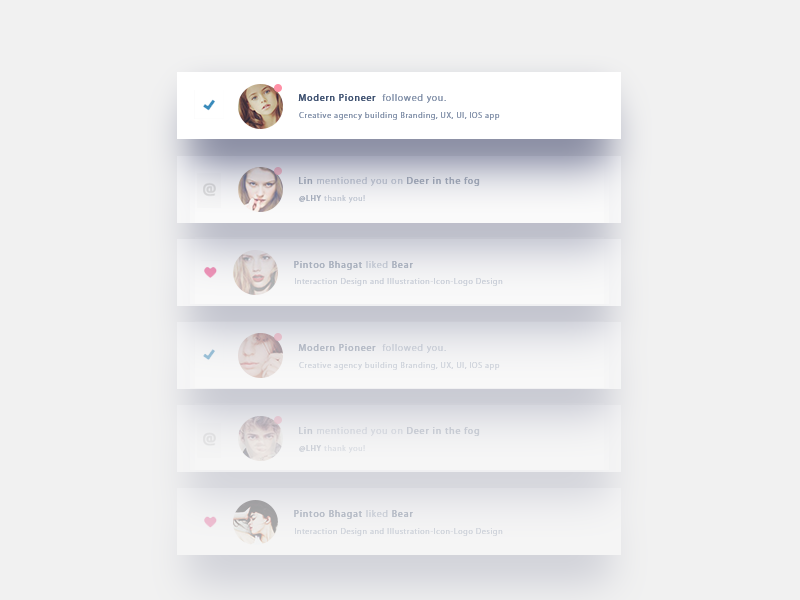 Modern Pioneer followed you.
Creative agency building Branding, UX, UI, IOS app
@
Lin mentioned you on Deer in the fog
@LHY thank you!
Pintoo Bhagat liked Bear
Interaction Design and Illustration-Icon-Logo Design
Modern Pioneer followed you.
Creative agency building Branding, UX, UI, IOS app
@
Lin mentioned you on Deer in the fog
@LHY thank you!
Pintoo Bhagat liked Bear
Interaction Design and Illustration-Icon-Logo Design